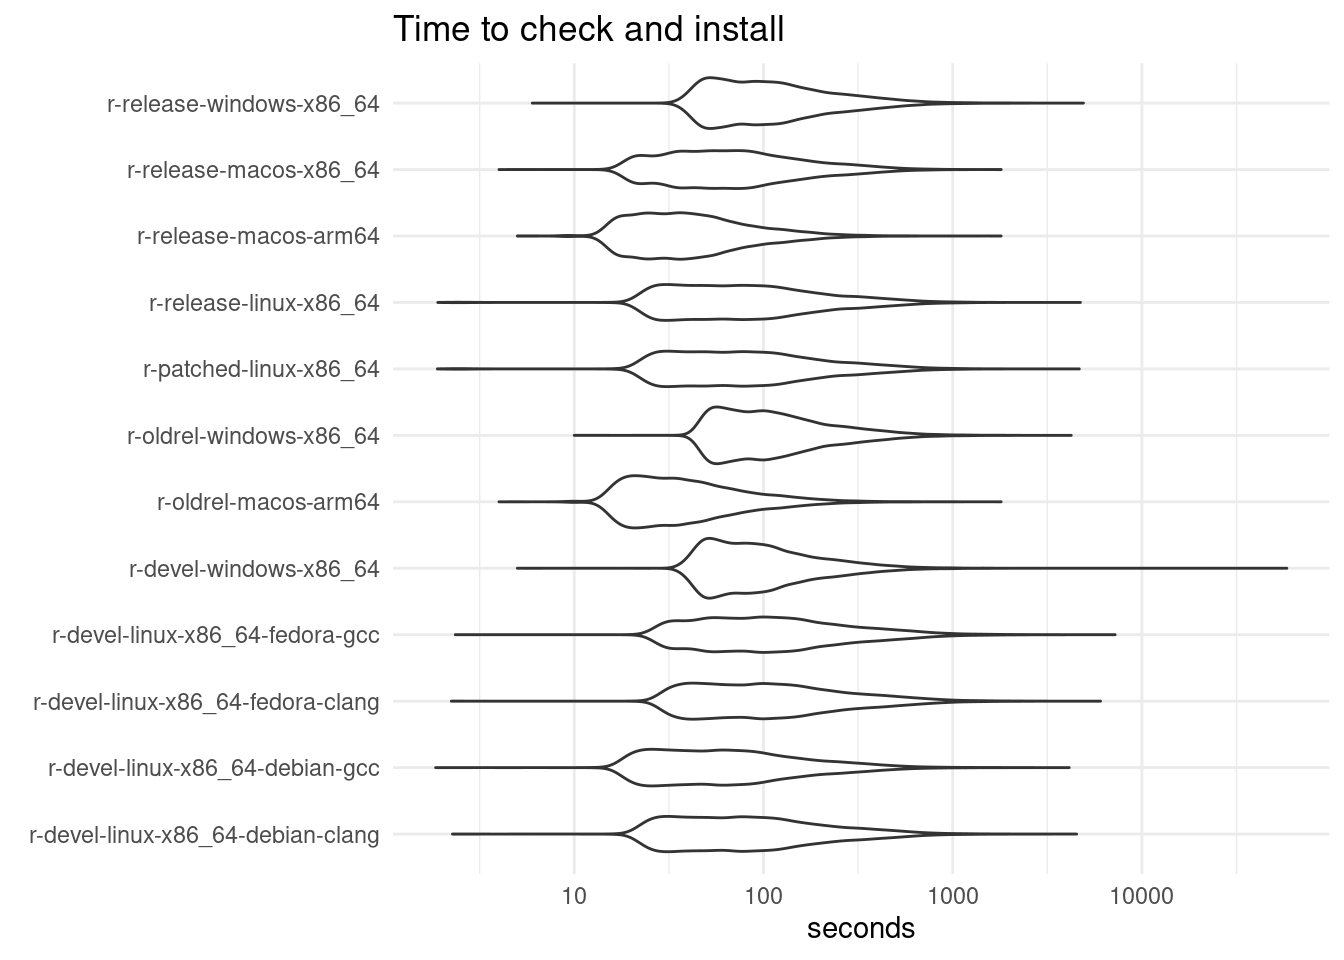 Time to check and install
r-release-windows-x86_64
r-release-macos-x86_64
r-release-macos-arm64
r-release-linux-x86_64
r-patched-linux-x86_64
r-oldrel-windows-x86_64
r-oldrel-macos-arm64
r-devel-windows-x86_64
r-devel-linux-x86_64-fedora-gcc
r-devel-linux-x86_64-fedora-clang
r-devel-linux-x86_64-debian-gcc
r-devel-linux-x86_64-debian-clang
10 100 1000 10000
seconds